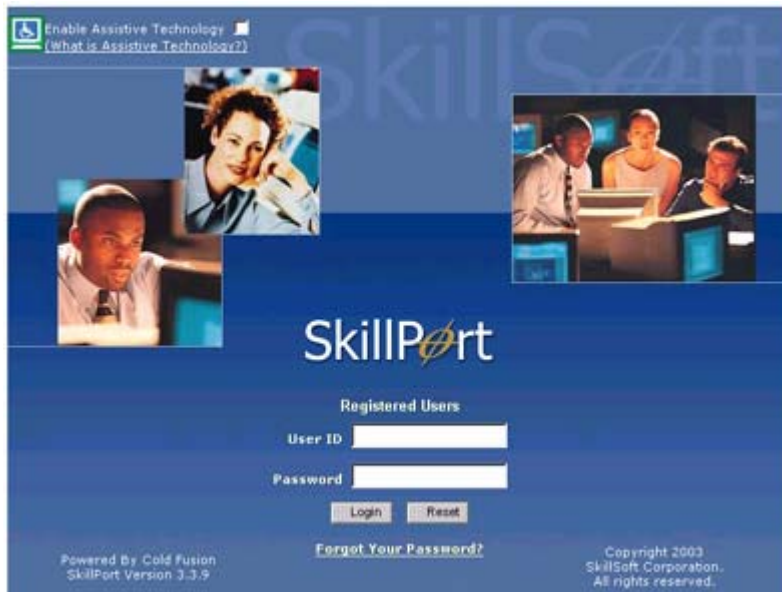 Enable Assistive Technology
(What is Assistive Technology?)
SkillSoft
SkillPort
Registered Users
User ID
Password
Login Reset
Forgot Your Password?
Powered By Cold Fusion
SkillPort Version 3.3.9
Copyright 2003
SkillSoft Corporation.
All rights reserved.